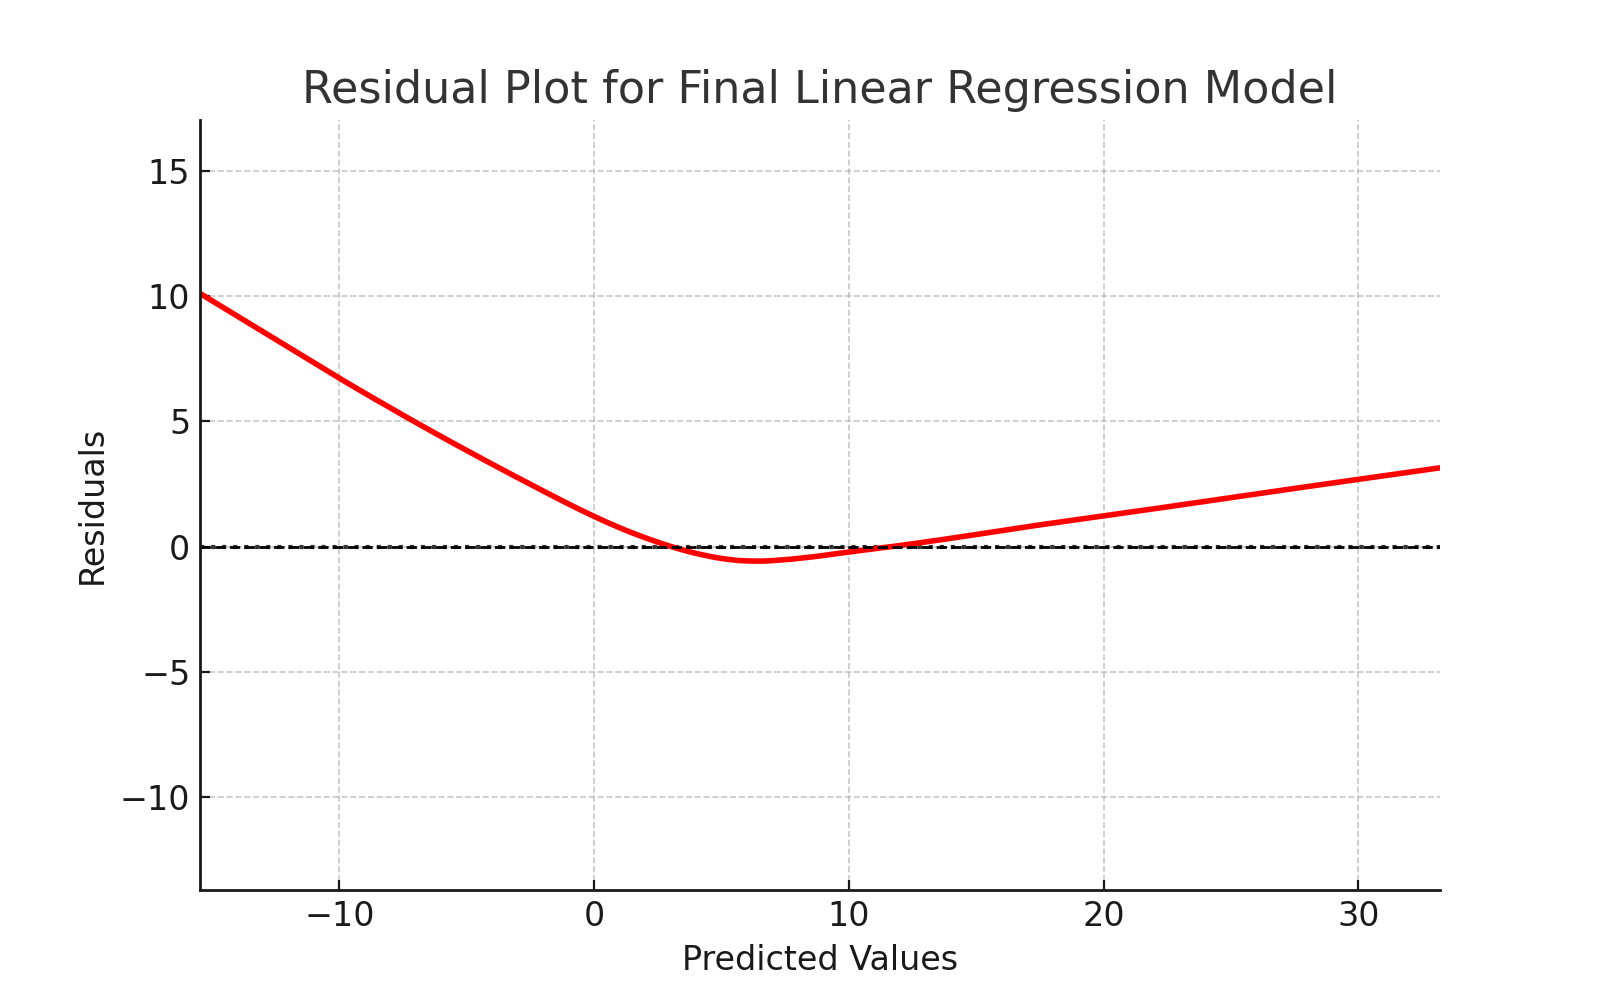 Residual Plot for Final Linear Regression Model
15
10
5
0
−5
−10
Residuals
−10 0 10 20 30
Predicted Values